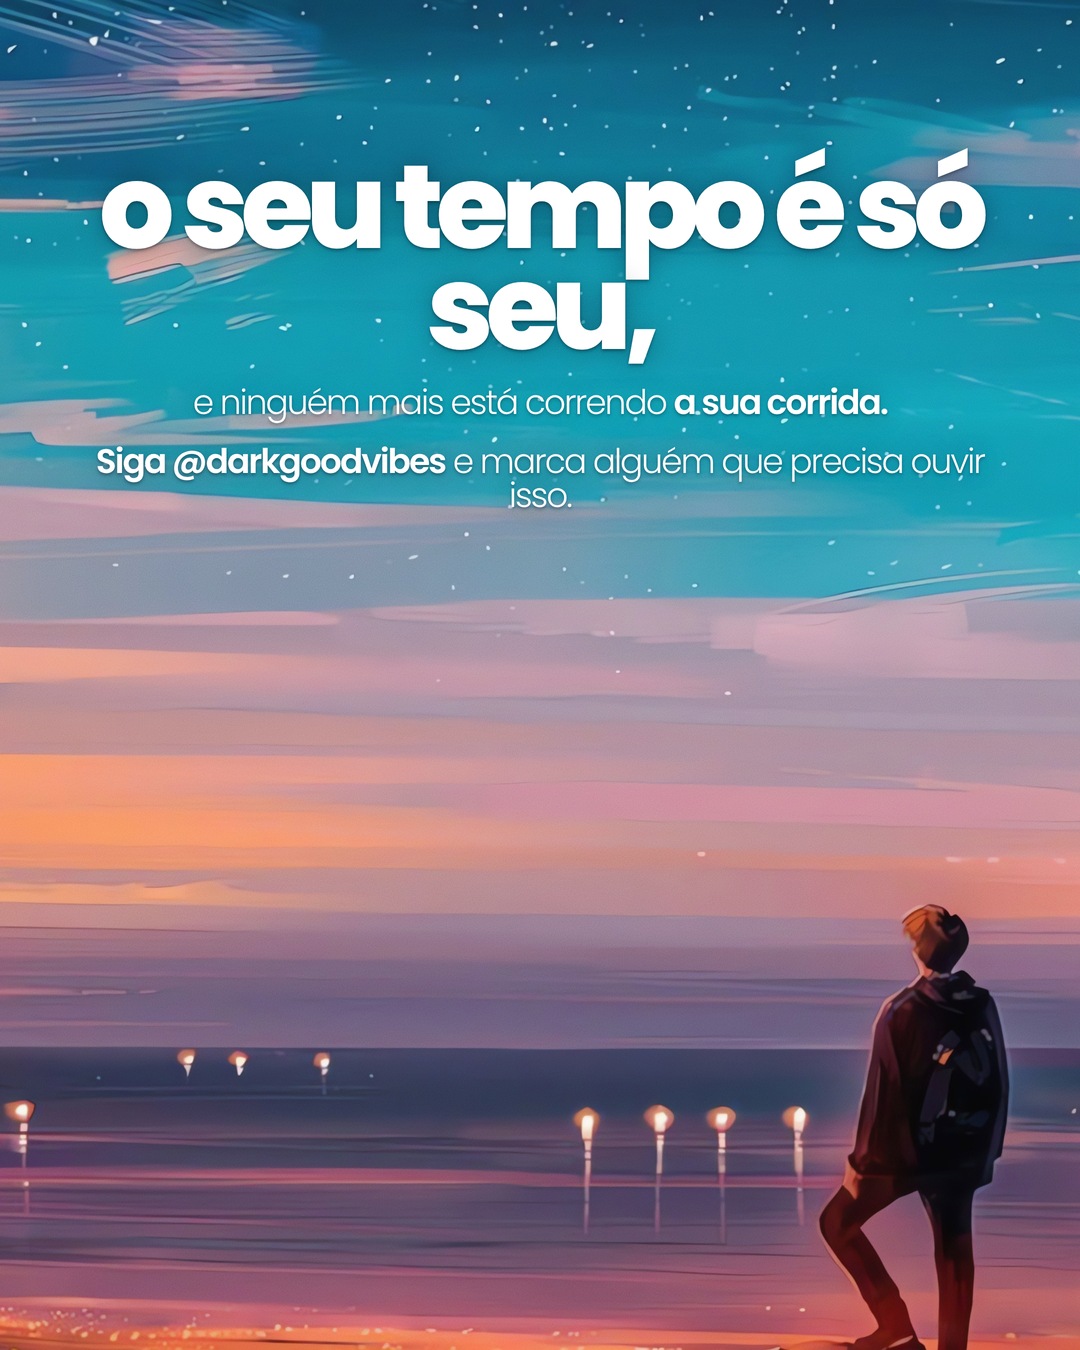 o seu tempo é só
seu,
e ninguém mais está correndo a sua corrida.
Siga @darkgoodvibes e marca alguém que precisa ouvir
isso.